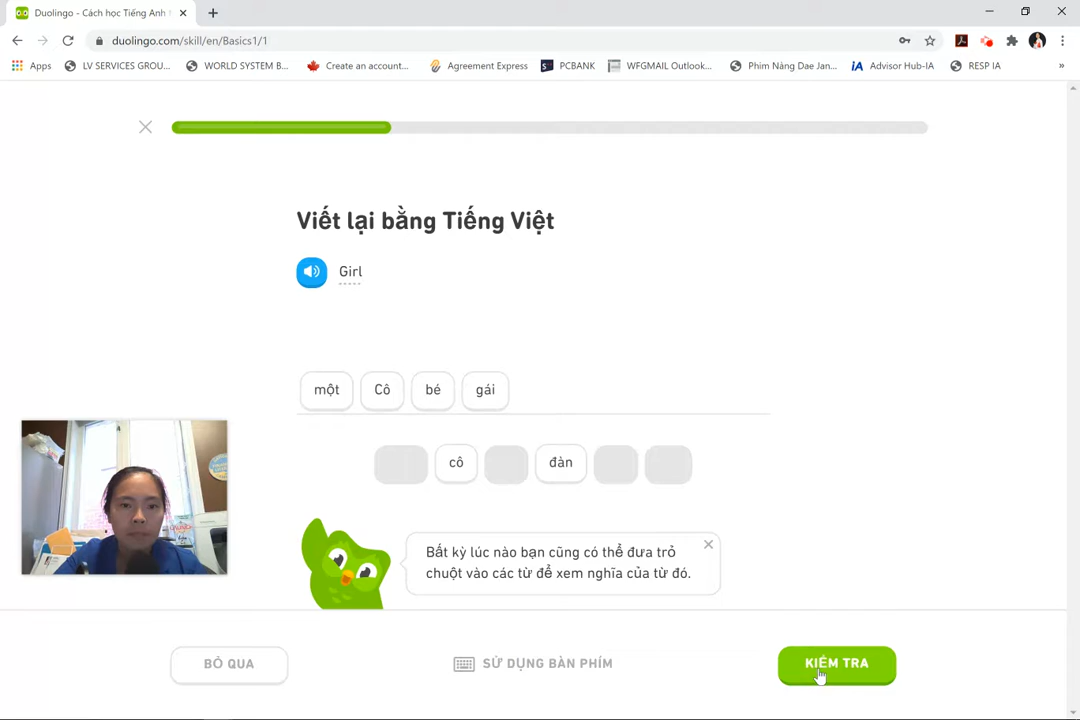 Duolingo - Cách học Tiếng Anh
duolingo.com/skill/en/Basics1/1
Apps LV SERVICES GROU... WORLD SYSTEM B... Create an account... Agreement Express PCBANK WFGMAIL Outlook... Phim Nàng Dae Jan... iA Advisor Hub-IA RESP IA »
Viết lại bằng Tiếng Việt
Girl
một Cô bé gái
cô đàn
Bất kỳ lúc nào bạn cũng có thể đưa trỏ
chuột vào các từ để xem nghĩa của từ đó.
BỎ QUA SỬ DỤNG BÀN PHÍM KIỂM TRA